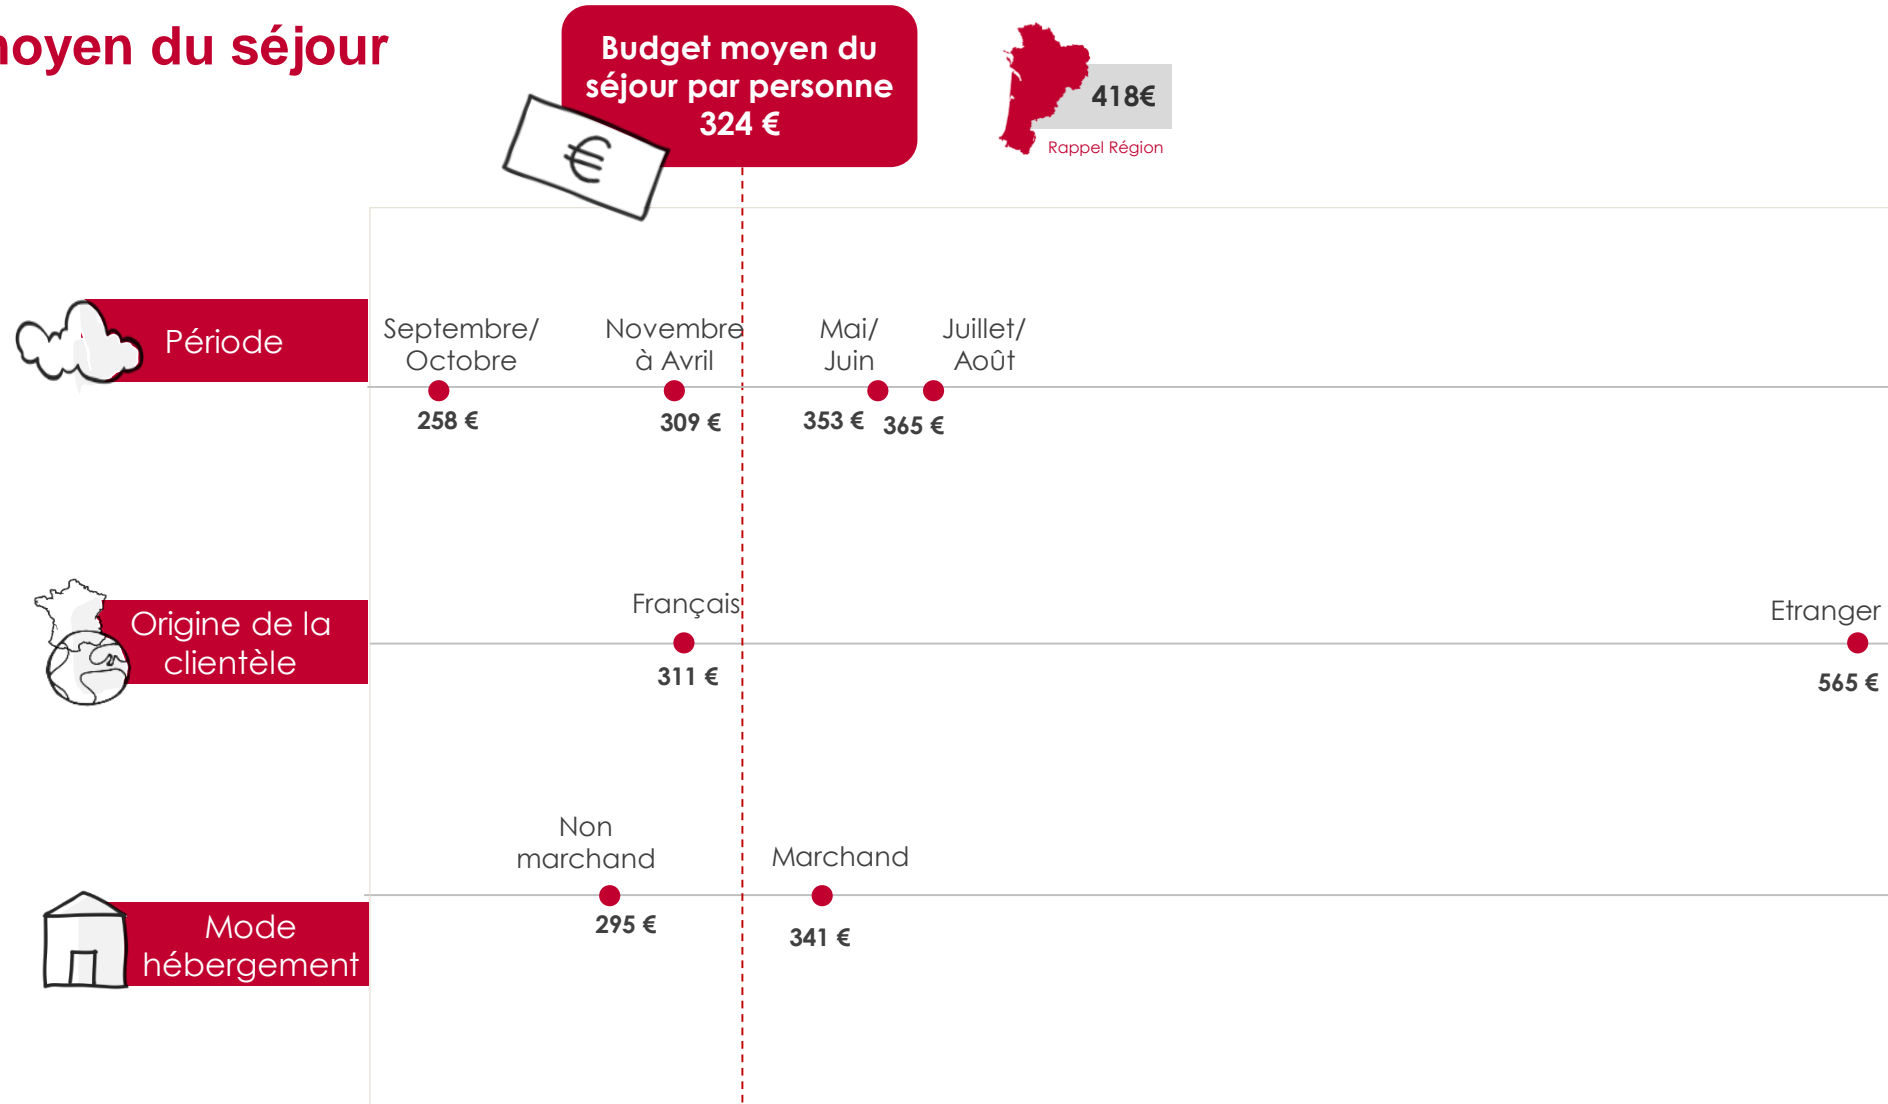 moyen du séjour
Budget moyen du
séjour par personne
324 €
€
418€
Rappel Région
Période
Septembre/
Octobre
258 €
Novembre
à Avril
309 €
Mai/
Juin
353 €
Juillet/
Août
365 €
Origine de la
clientèle
Français
311 €
Etranger
565 €
Mode
hébergement
Non
marchand
295 €
Marchand
341 €